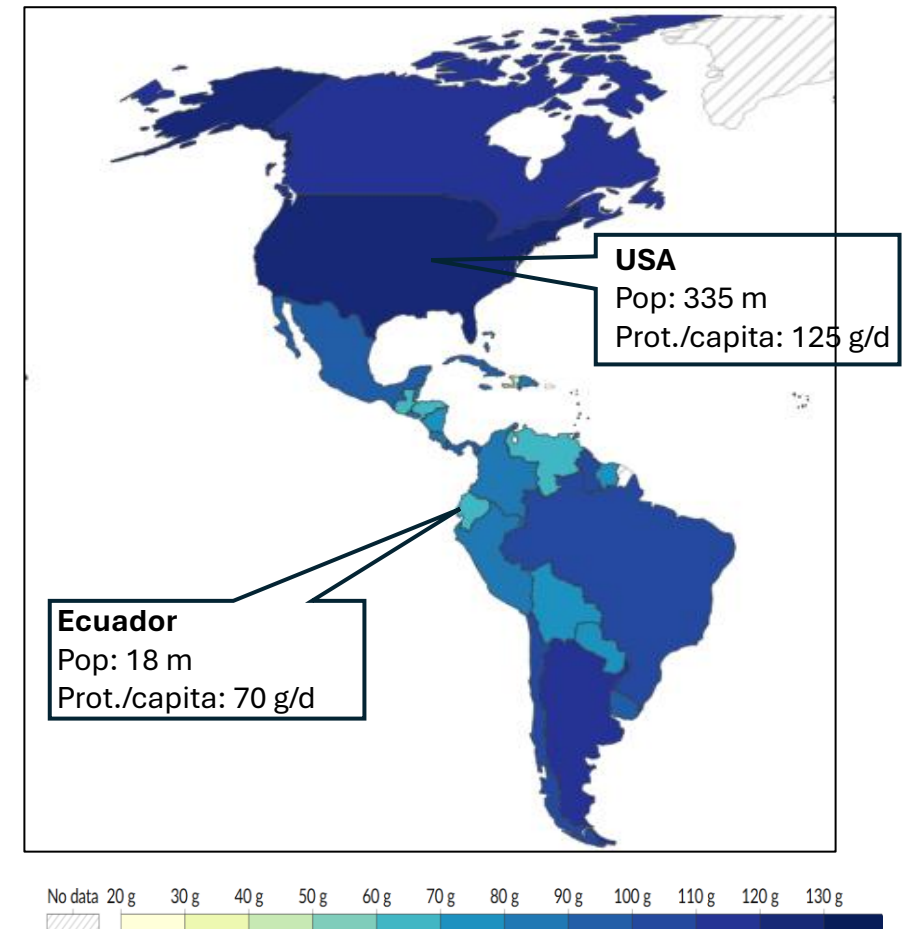 USA
Pop: 335 m
Prot./capita: 125 g/d
Ecuador
Pop: 18 m
Prot./capita: 70 g/d
No data 20 g 30 g 40 g 50 g 60 g 70 g 80 g 90 g 100 g 110 g 120 g 130 g